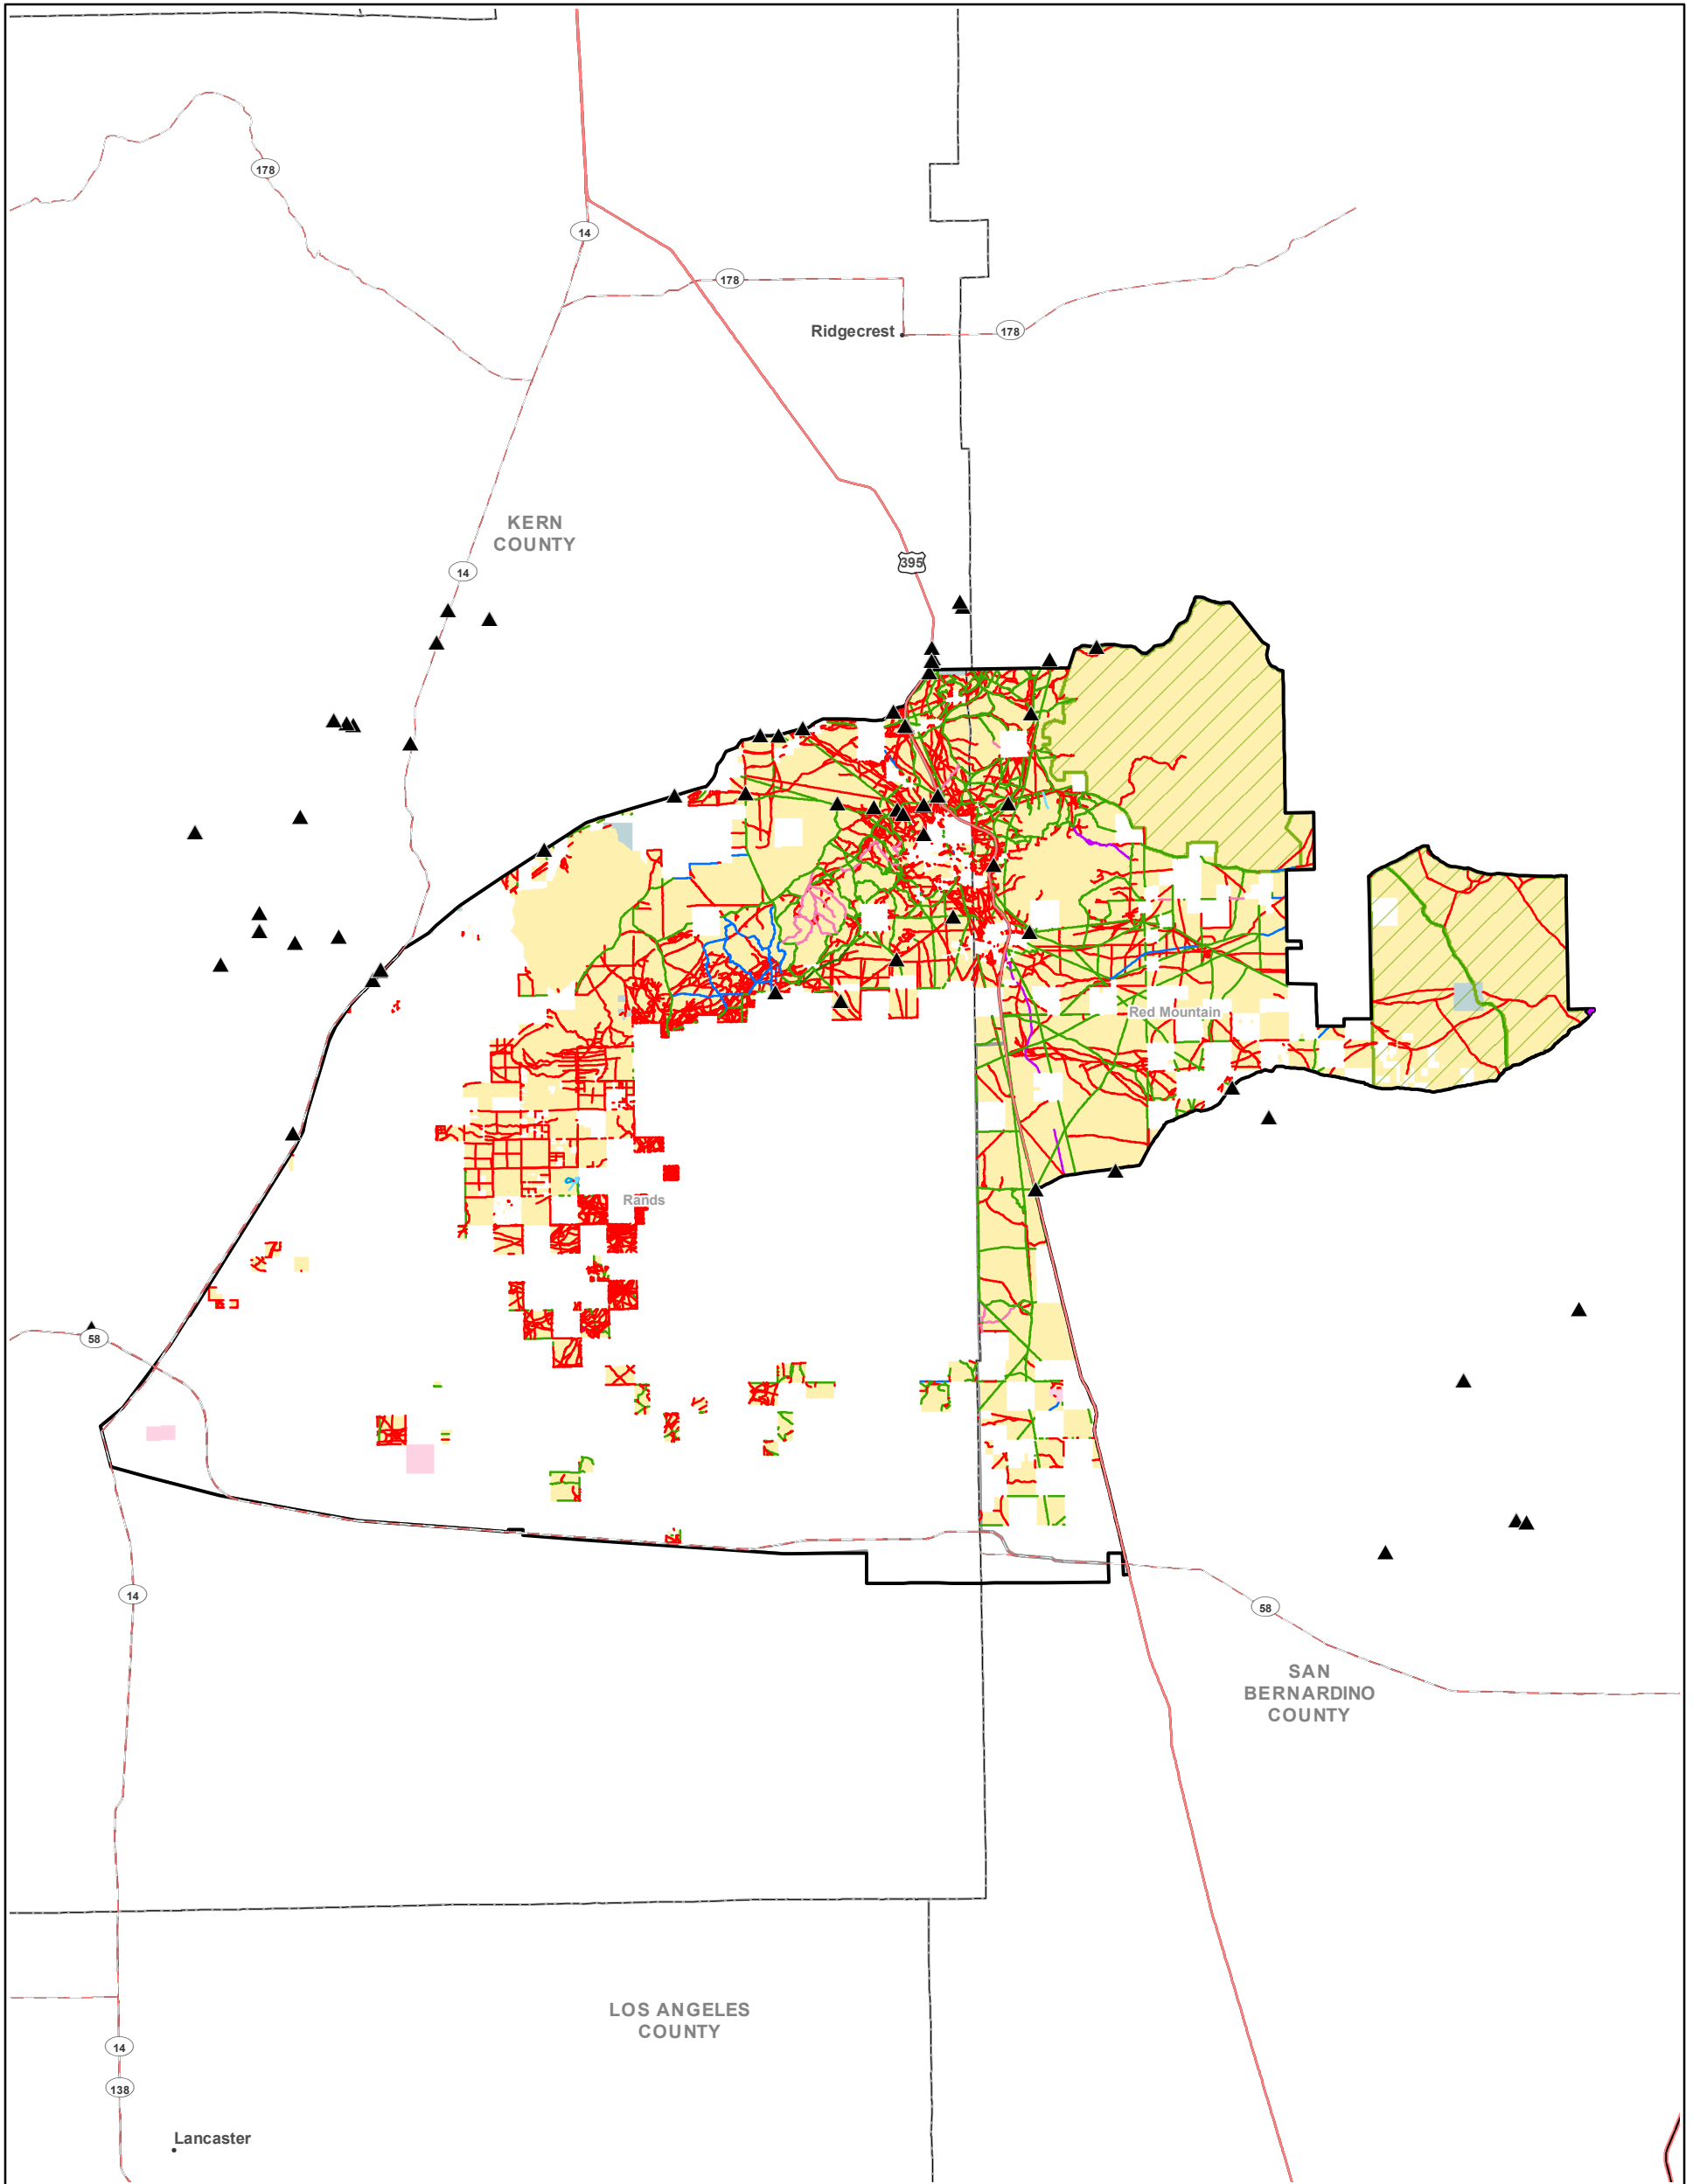 178
14
178
Ridgecrest
178
KERN
COUNTY
395
14
Red Mountain
Rands
58
14
58
SAN
BERNARDINO
COUNTY
LOS ANGELES
COUNTY
14
138
Lancaster